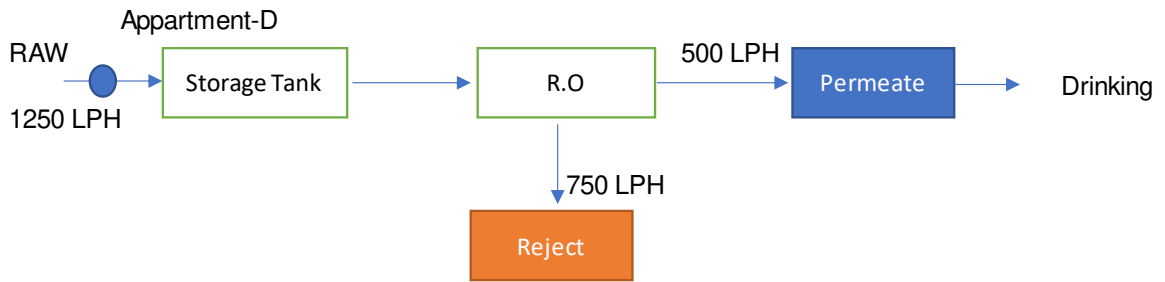 Appartment-D
RAW
1250 LPH
Storage Tank
R.O
500 LPH
Permeate
Drinking
750 LPH
Reject